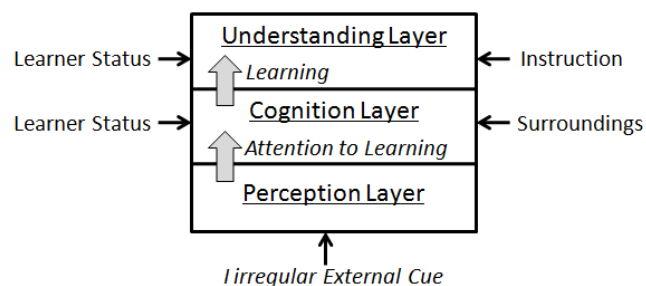 Understanding Layer
Learner Status
Learning
Instruction
Cognition Layer
Learner Status
Attention to Learning
Surroundings
Perception Layer
I irregular External Cue